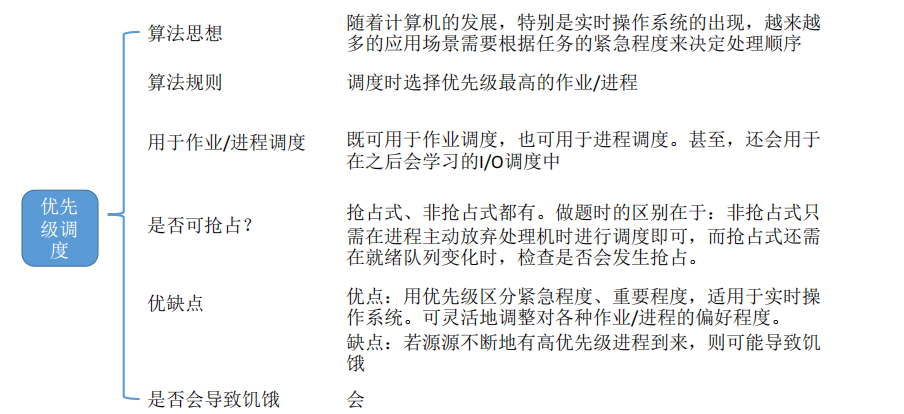 优先
级调
度
算法思想
随着计算机的发展，特别是实时操作系统的出现，越来越
多的应用场景需要根据任务的紧急程度来决定处理顺序
算法规则
调度时选择优先级最高的作业/进程
用于作业/进程调度
既可用于作业调度，也可用于进程调度。甚至，还会用于
在之后会学习的I/O调度中
是否可抢占？
抢占式、非抢占式都有。做题时的区别在于：非抢占式只
需在进程主动放弃处理机时进行调度即可，而抢占式还需
在就绪队列变化时，检查是否会发生抢占。
优缺点
优点：用优先级区分紧急程度、重要程度，适用于实时操
作系统。可灵活地调整对各种作业/进程的偏好程度。
缺点：若源源不断地有高优先级进程到来，则可能导致饥
饿
是否会导致饥饿
会